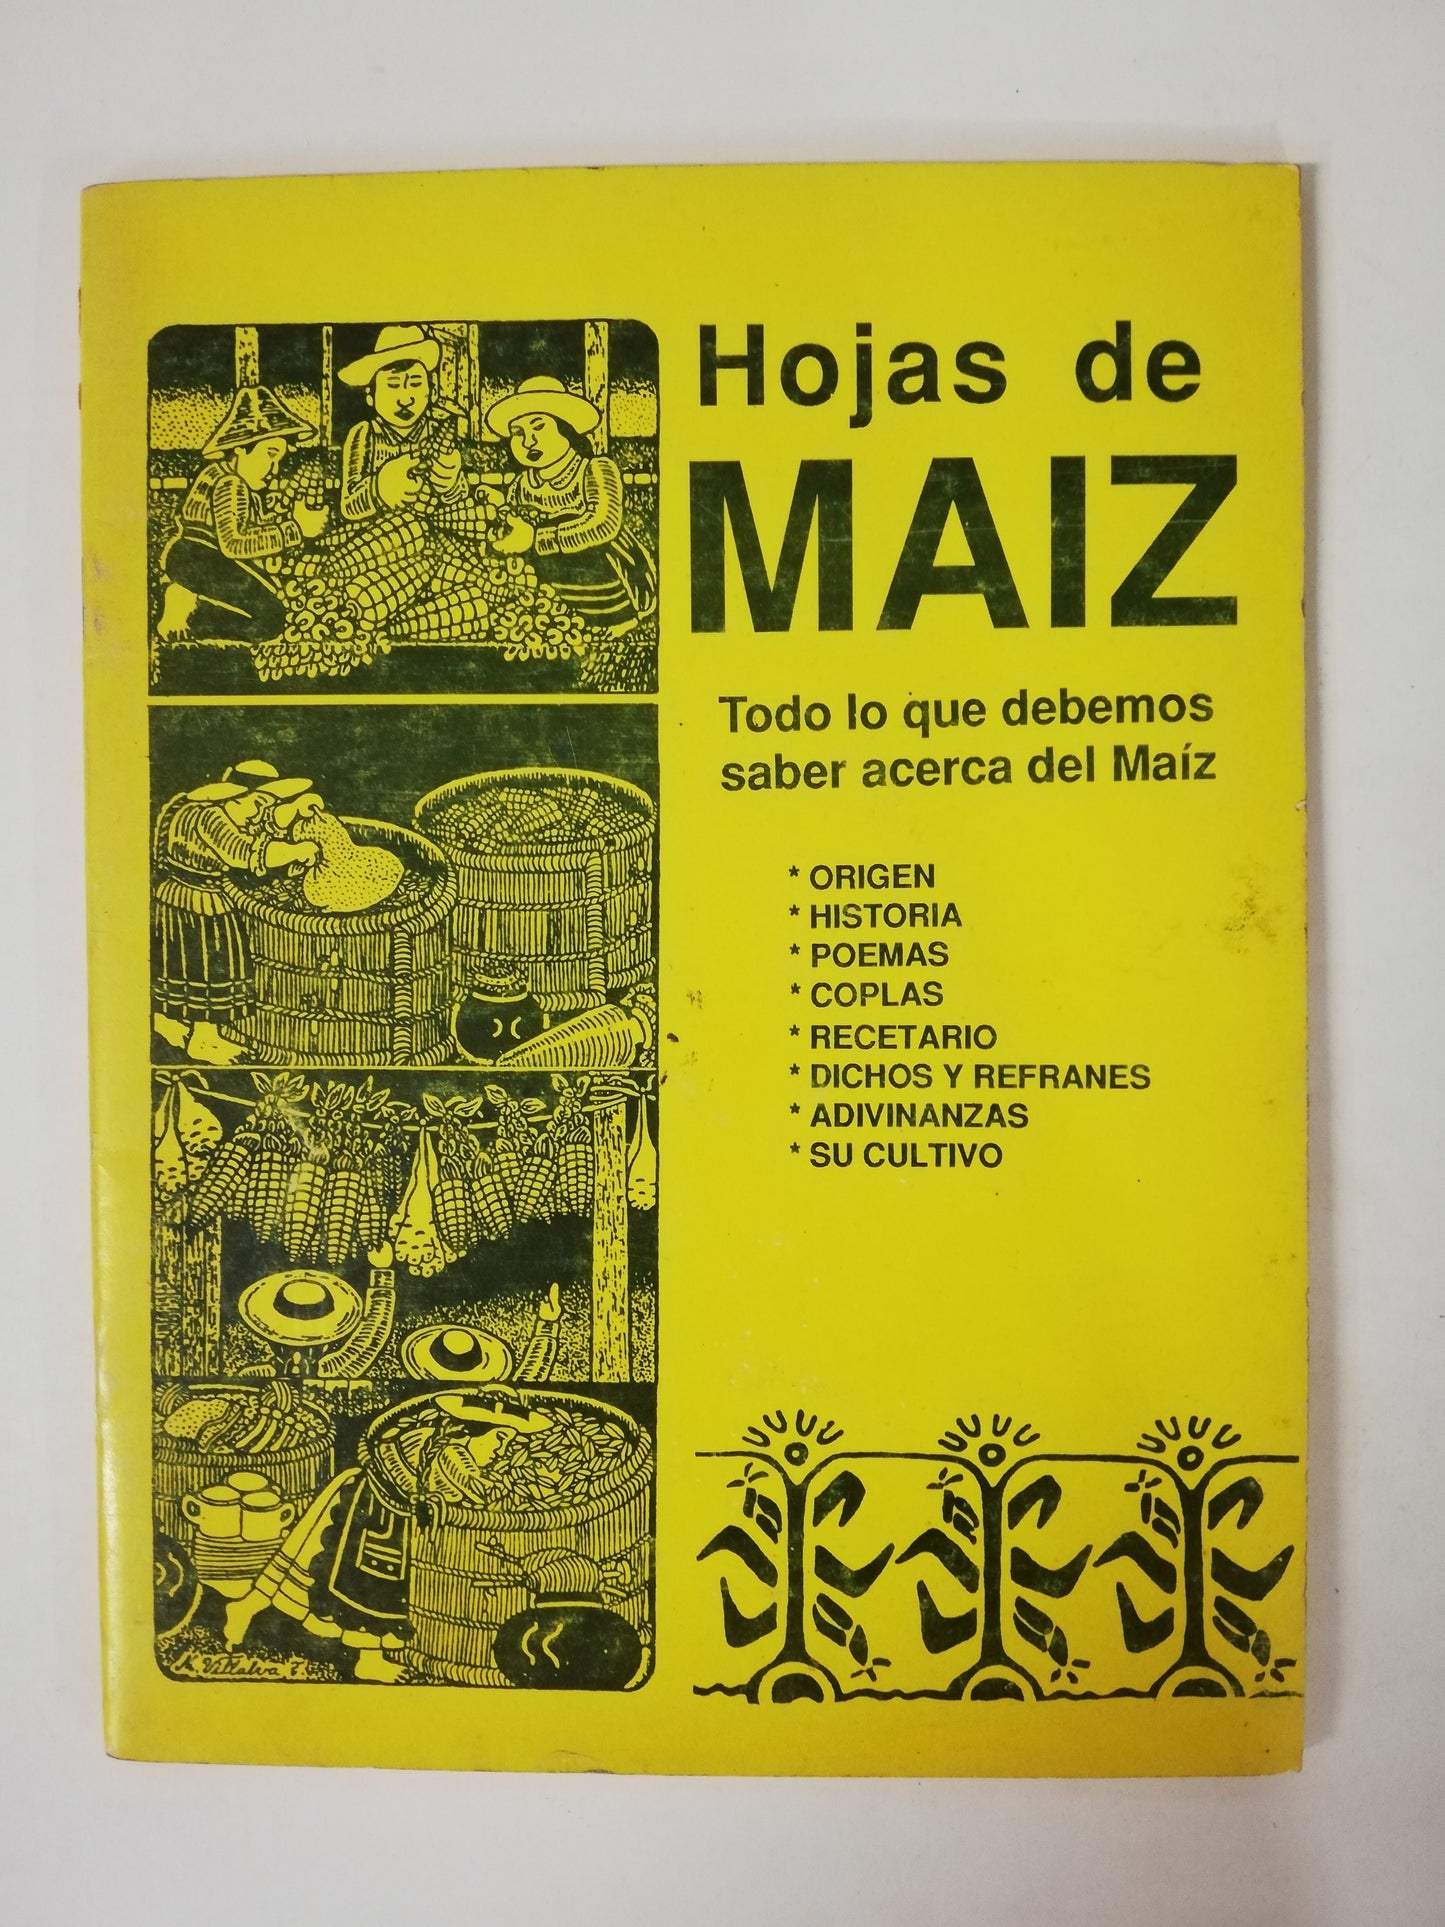 Hojas de
MAIZ
Todo lo que debemos
saber acerca del Maíz
* ORIGEN
* HISTORIA
* POEMAS
* COPLAS
* RECETARIO
* DICHOS Y REFRANES
* ADIVINANZAS
* SU CULTIVO
Villalva F.